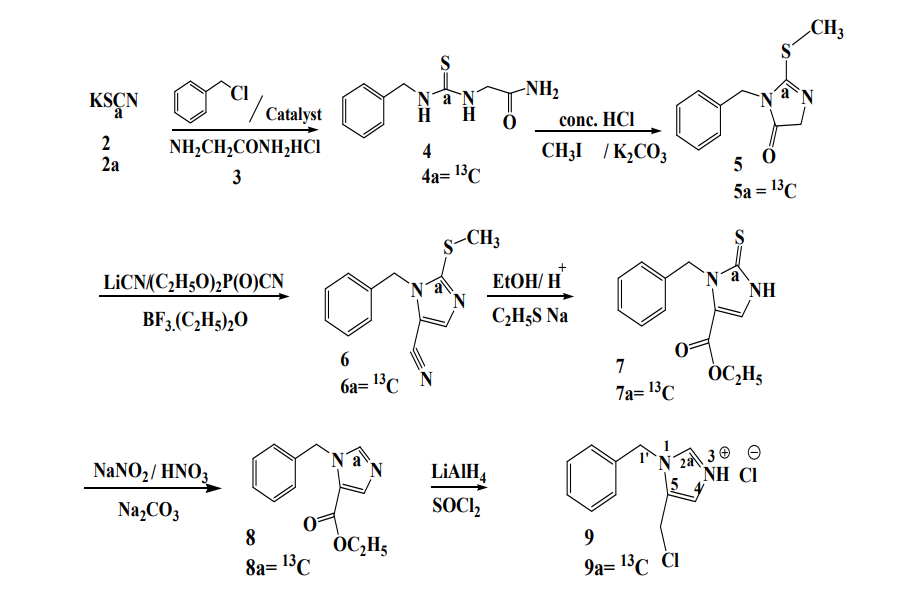 KSCN
a
2
2a
Cl
/ Catalyst
NH2CH2CONH2HCl
3
S
N
H
a
N
H
NH2
O
4
4a= 13C
conc. HCl
CH3I / K2CO3
S
CH3
N
a
N
O
5
5a = 13C
LiCN/(C2H5O)2P(O)CN
BF3.(C2H5)2O
S
CH3
N
a
N
N
6
6a= 13C
EtOH/ H+
C2H5S Na
S
N
a
NH
O
OC2H5
7
7a= 13C
NaNO2/ HNO3
Na2CO3
N
a
N
O
OC2H5
8
8a= 13C
LiAlH4
SOCl2
1'
1
N
2a
3 ⊕
NH
Cl ⊖
5
4
Cl
9
9a= 13C